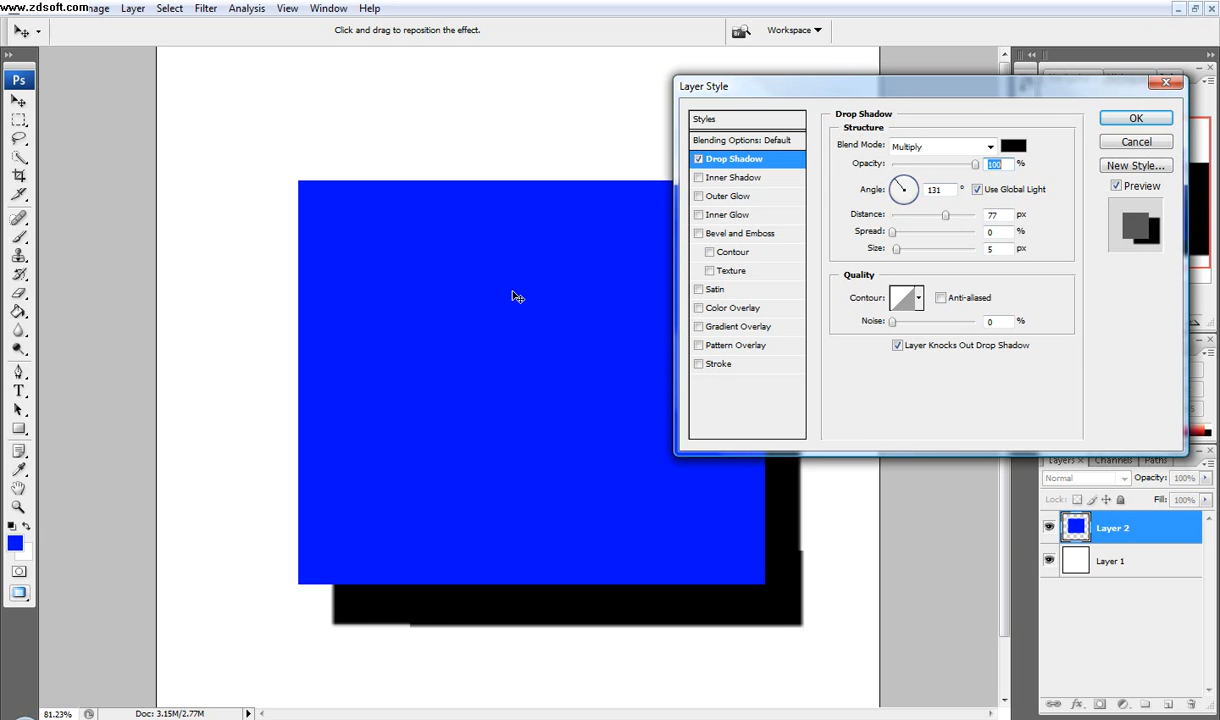 www.zdsoft.com mage Layer Select Filter Analysis View Window Help
Click and drag to reposition the effect.
Workspace
Ps
Layer Style
Styles
Blending Options: Default
Drop Shadow
Inner Shadow
Outer Glow
Inner Glow
Bevel and Emboss
Contour
Texture
Satin
Color Overlay
Gradient Overlay
Pattern Overlay
Stroke
Drop Shadow
Structure
Blend Mode: Multiply
Opacity: 100 %
Angle: 131 ° Use Global Light
Distance: 77 px
Spread: 0 %
Size: 5 px
Quality
Contour: Anti-aliased
Noise: 0 %
Layer Knocks Out Drop Shadow
OK
Cancel
New Style...
Preview
Layers Channels Paths
Normal Opacity: 100%
Lock: Fill: 100%
Layer 2
Layer 1
81.23% Doc: 3.15M/2.77M